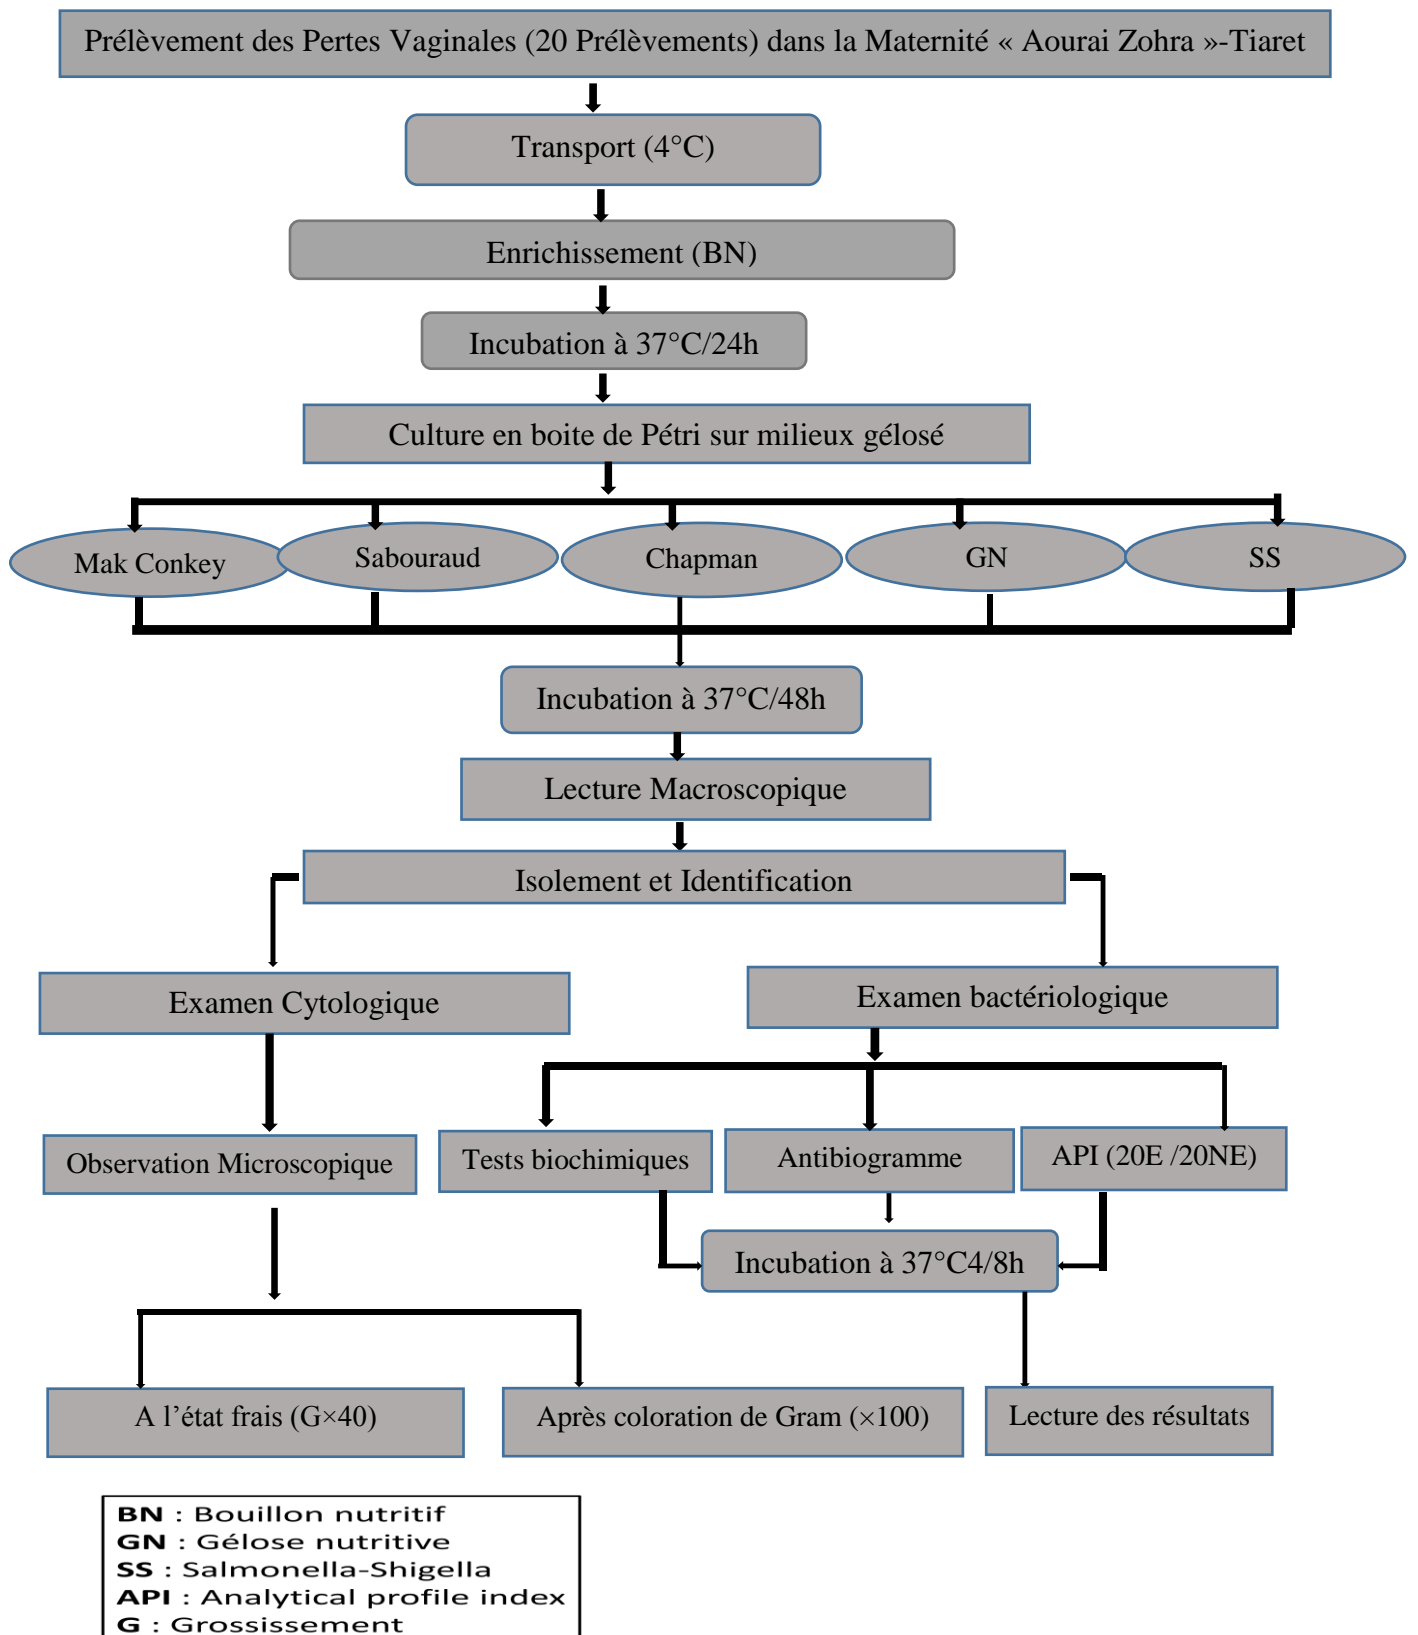 Prélèvement des Pertes Vaginales (20 Prélèvements) dans la Maternité « Aourai Zohra »-Tiaret
Transport (4°C)
Enrichissement (BN)
Incubation à 37°C/24h
Culture en boite de Pétri sur milieux gélosé
Mak Conkey
Sabouraud
Chapman
GN
SS
Incubation à 37°C/48h
Lecture Macroscopique
Isolement et Identification
Examen Cytologique
Examen bactériologique
Observation Microscopique
Tests biochimiques
Antibiogramme
API (20E /20NE)
Incubation à 37°C4/8h
A l’état frais (G×40)
Après coloration de Gram (×100)
Lecture des résultats
BN : Bouillon nutritif
GN : Gélose nutritive
SS : Salmonella-Shigella
API : Analytical profile index
G : Grossissement